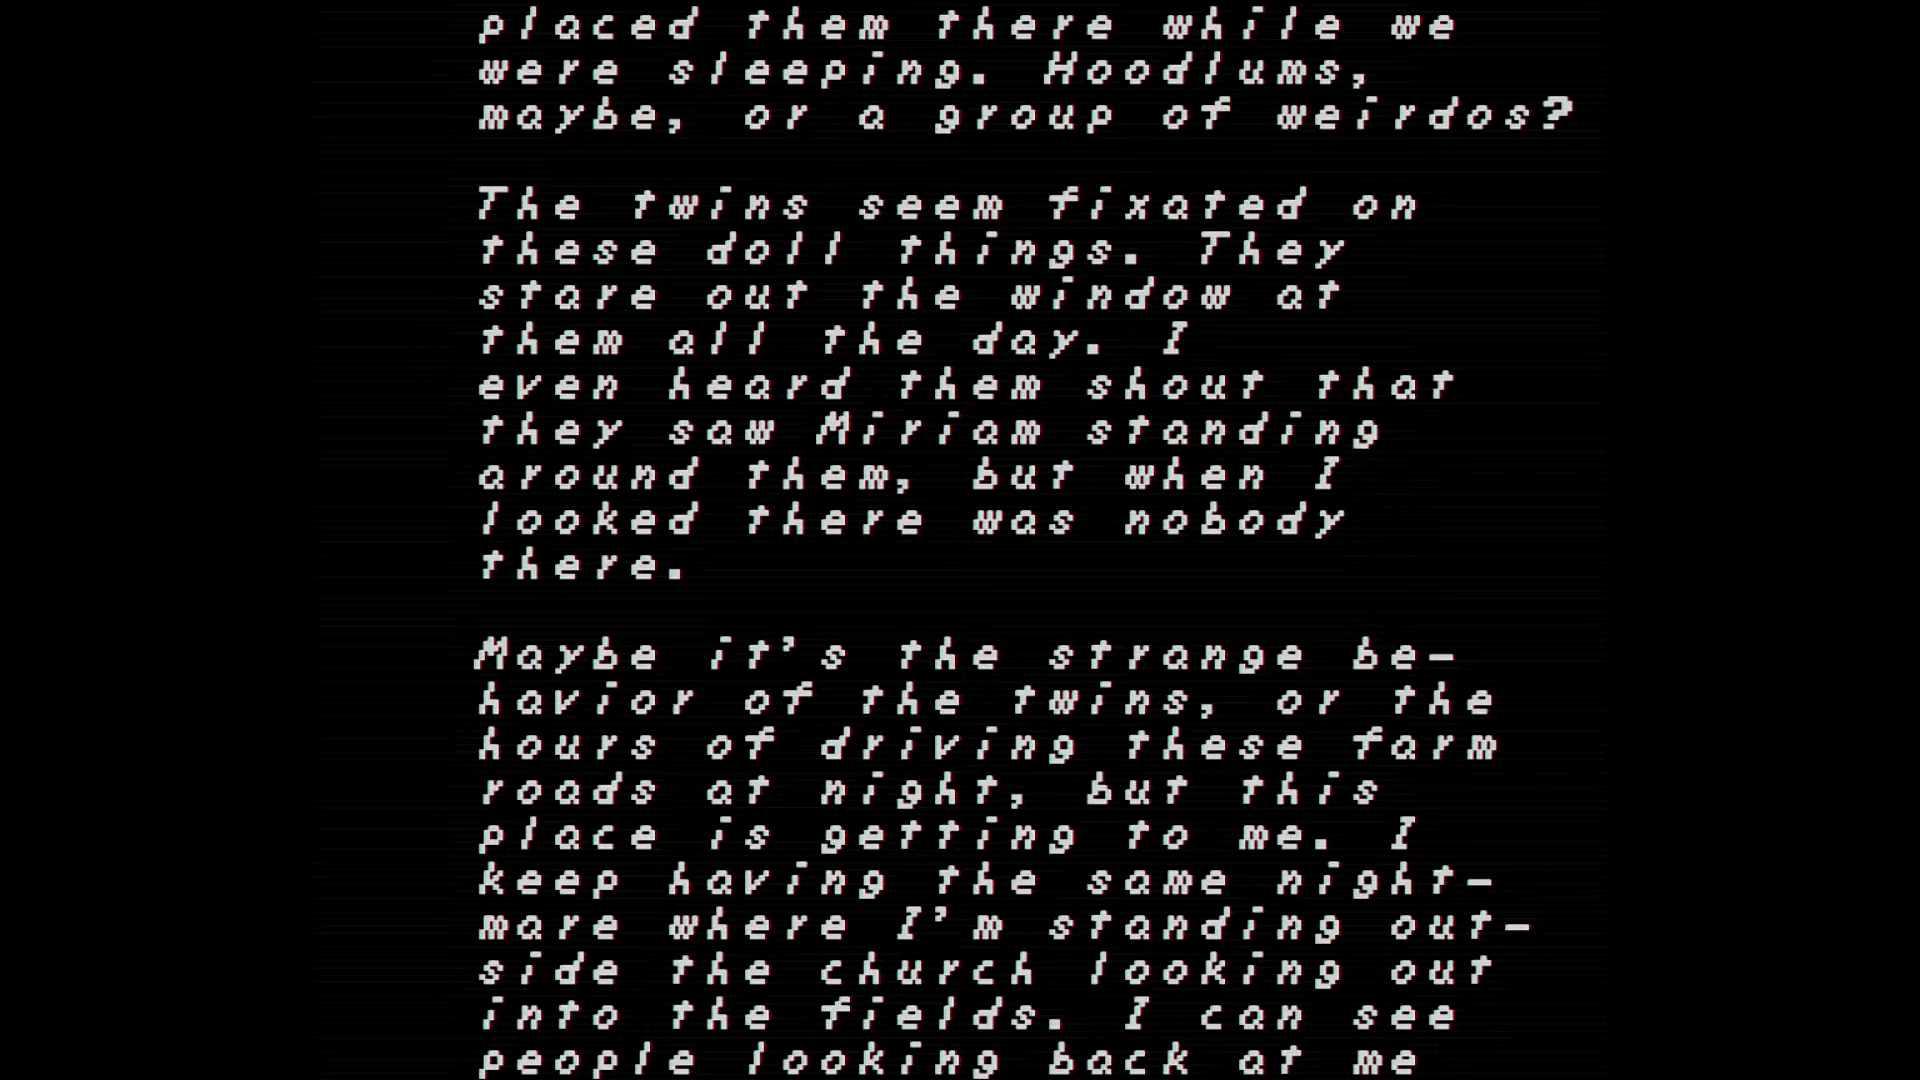 placed them there while we
were sleeping. Hoodlums,
maybe, or a group of weirdos?
The twins seem fixated on
these doll things. They
stare out the window at
them all the day. I
even heard them shout that
they saw Miriam standing
around them, but when I
looked there was nobody
there.
Maybe it's the strange be-
havior of the twins, or the
hours of driving these farm
roads at night, but this
place is getting to me. I
keep having the same night-
mare where I'm standing out-
side the church looking out
into the fields. I can see
people looking back at me